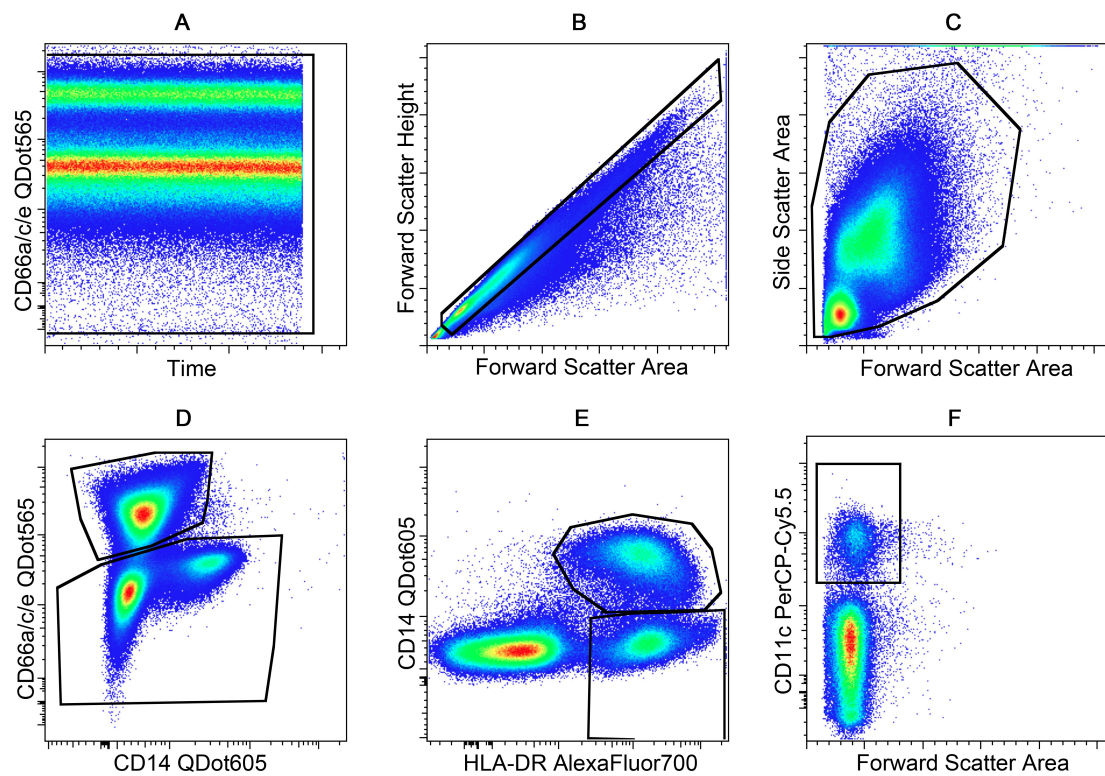 A
B
C
CD66a/c/e QDot565
Time
Forward Scatter Height
Forward Scatter Area
Side Scatter Area
Forward Scatter Area
D
E
F
CD66a/c/e QDot565
CD14 QDot605
CD14 QDot605
HLA-DR AlexaFluor700
CD11c PerCP-Cy5.5
Forward Scatter Area